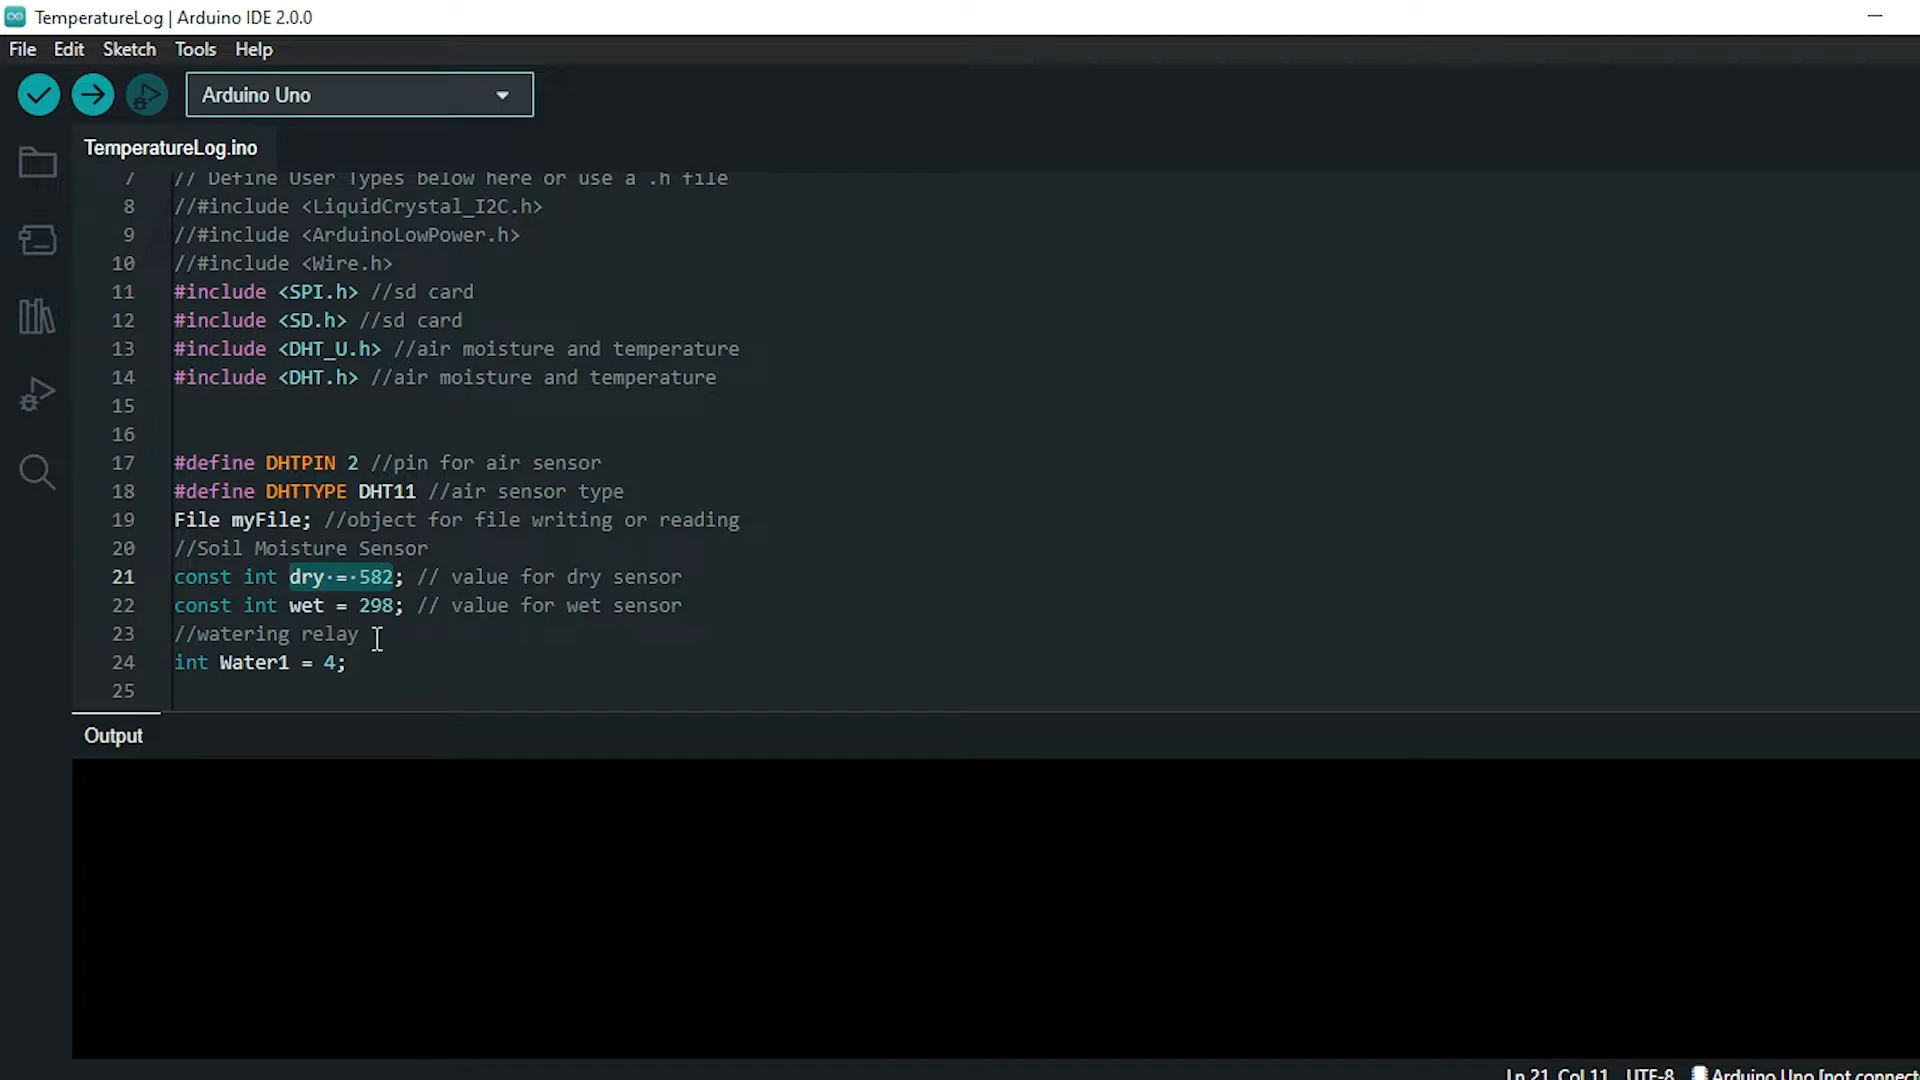 TemperatureLog | Arduino IDE 2.0.0
File Edit Sketch Tools Help
Arduino Uno
TemperatureLog.ino
7 // Define User Types below here or use a .h file
8 //#include <LiquidCrystal_I2C.h>
9 //#include <ArduinoLowPower.h>
10 //#include <Wire.h>
11 #include <SPI.h> //sd card
12 #include <SD.h> //sd card
13 #include <DHT_U.h> //air moisture and temperature
14 #include <DHT.h> //air moisture and temperature
15
16
17 #define DHTPIN 2 //pin for air sensor
18 #define DHTTYPE DHT11 //air sensor type
19 File myFile; //object for file writing or reading
20 //Soil Moisture Sensor
21 const int dry·=·582; // value for dry sensor
22 const int wet = 298; // value for wet sensor
23 //watering relay
24 int Water1 = 4;
25
Output
Ln 21, Col 11 UTF-8 Arduino Uno [not connect